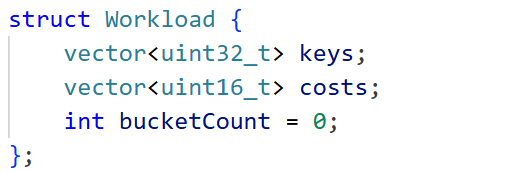 struct Workload {
    vector<uint32_t> keys;
    vector<uint16_t> costs;
    int bucketCount = 0;
};